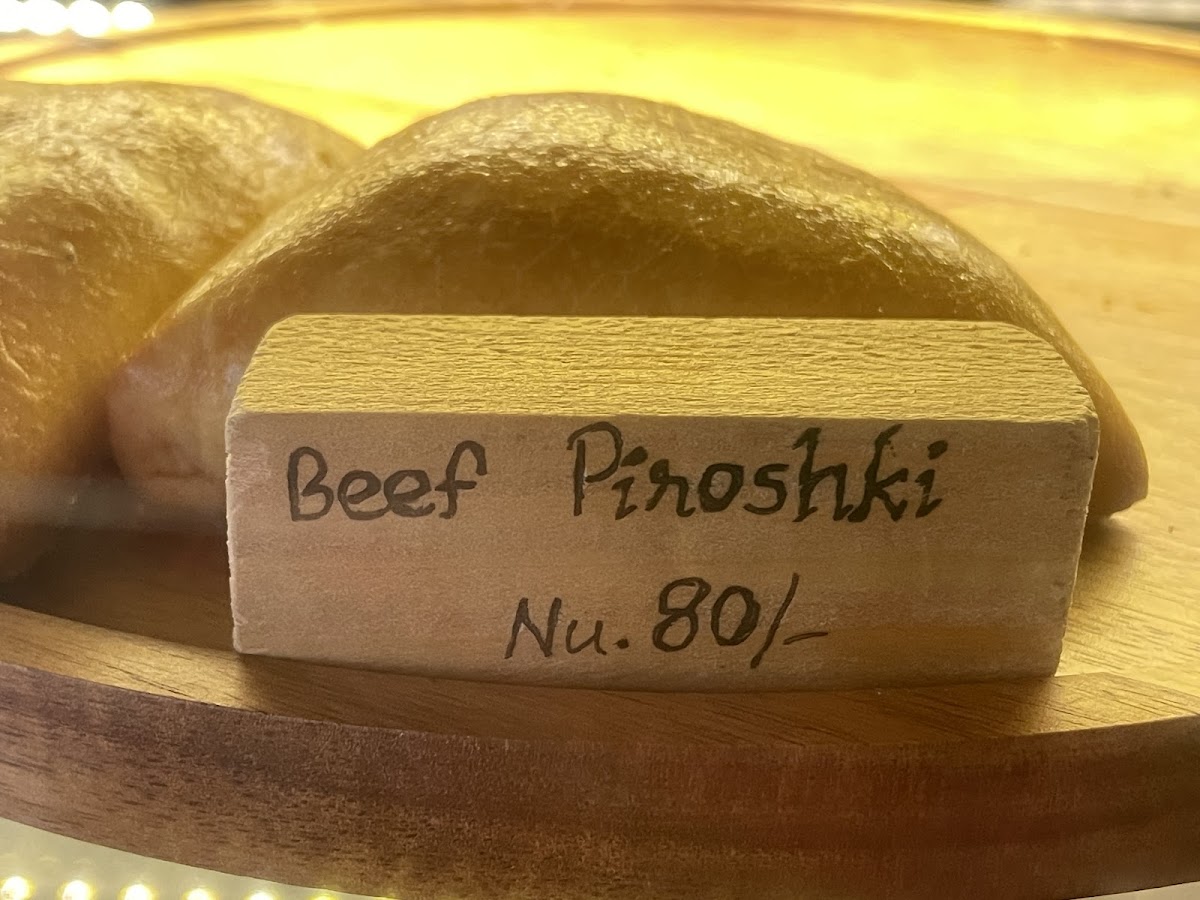 Beef Piroshki
Nu. 80/-